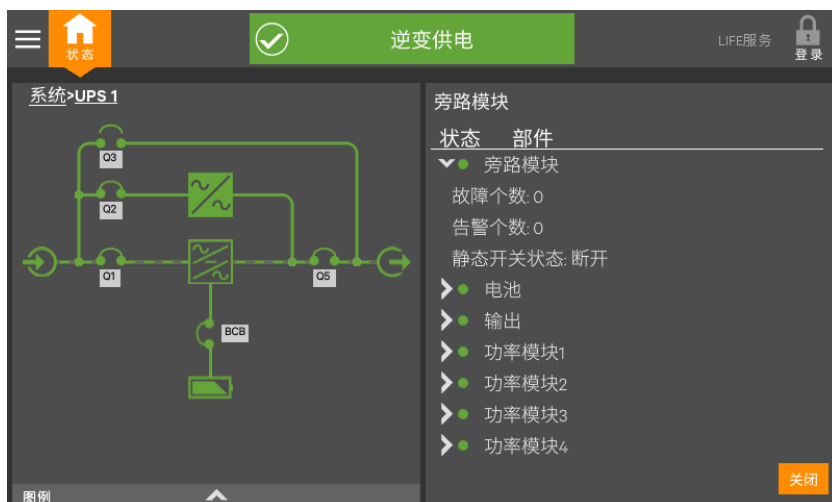 状态
逆变供电
LIFE服务
登录
系统>UPS 1
Q3
Q2
Q1
Q5
BCB
图例
旁路模块
状态 部件
旁路模块
故障个数: 0
告警个数: 0
静态开关状态: 断开
电池
输出
功率模块1
功率模块2
功率模块3
功率模块4
关闭